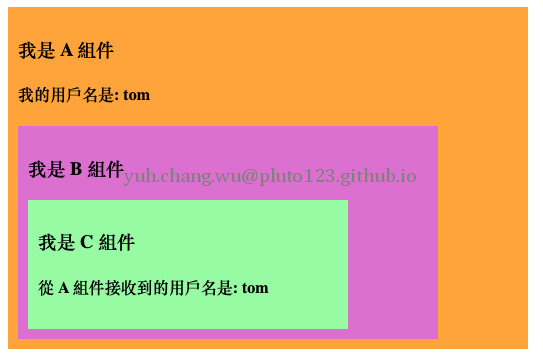 我是 A 組件
我的用戶名是: tom
我是 B 組件
yuh.chang.wu@pluto123.github.io
我是 C 組件
從 A 組件接收到的用戶名是: tom